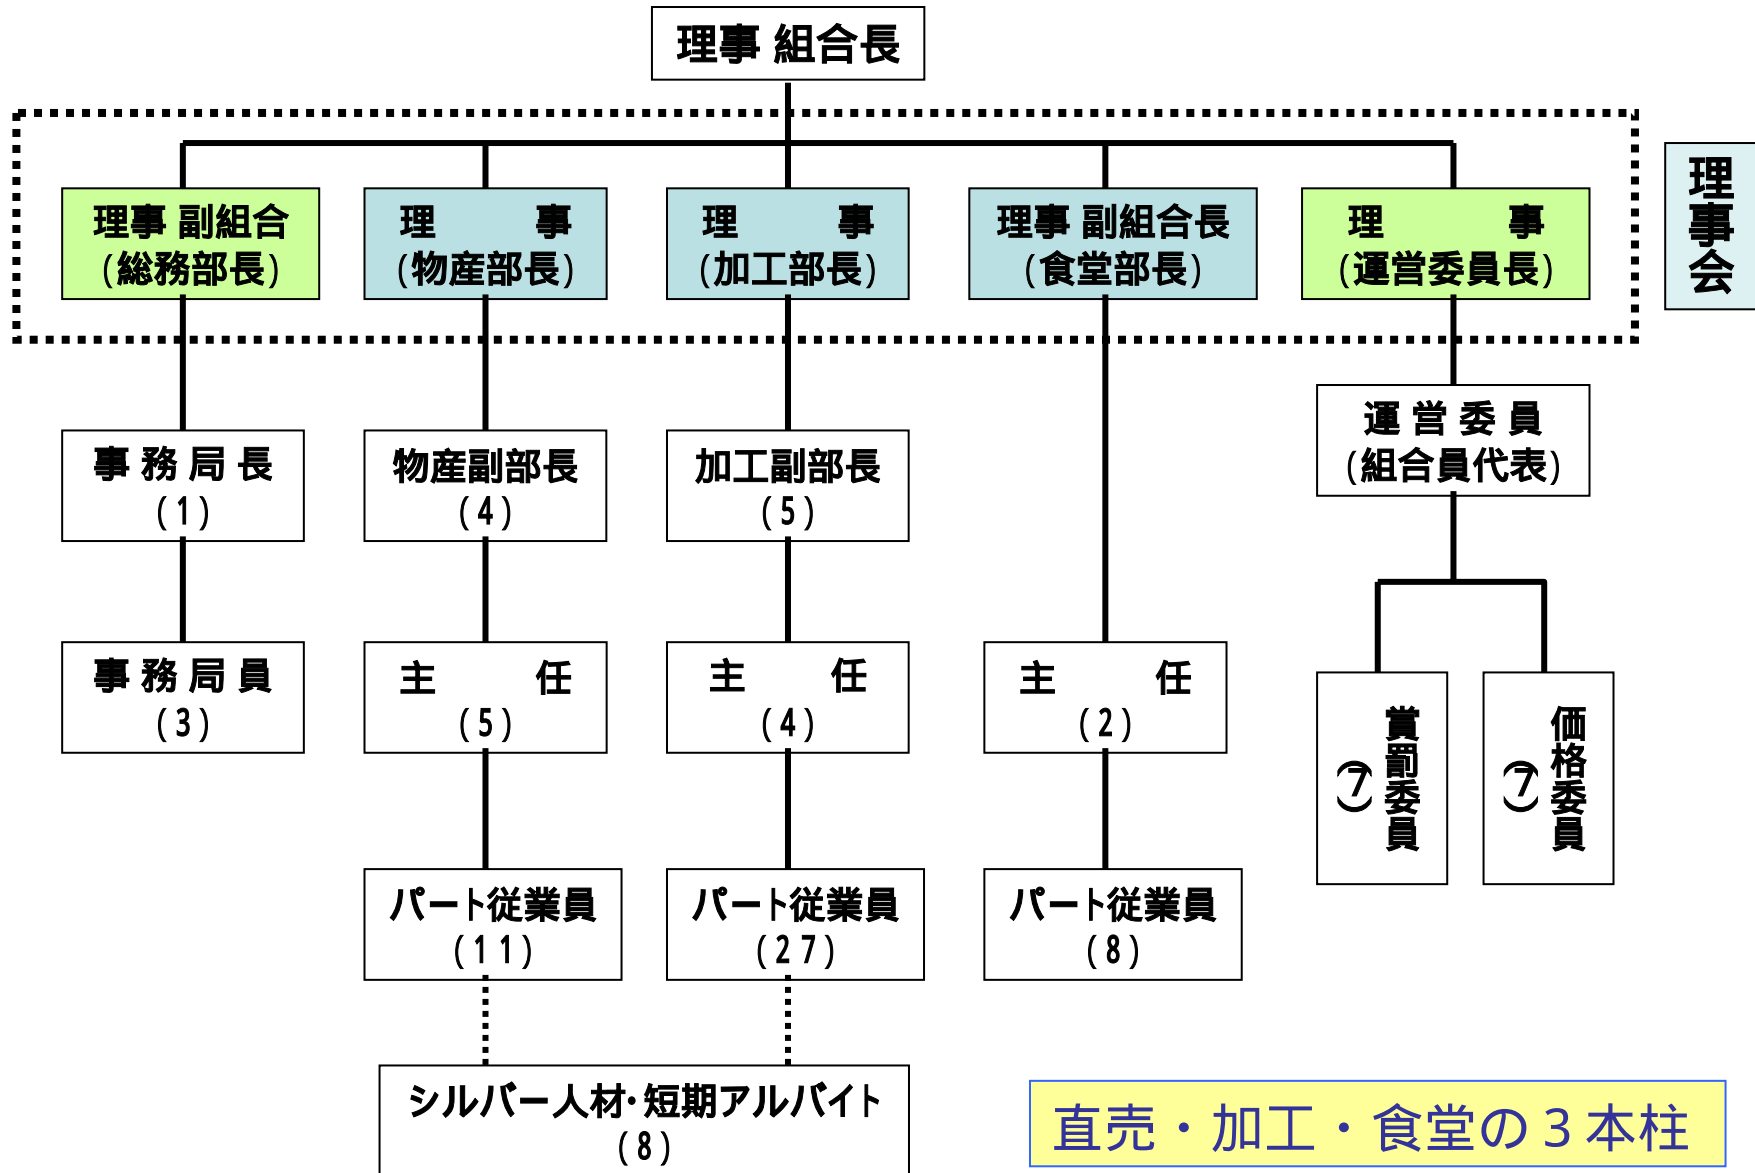 理事 組合長
理事会
理事 副組合
(総務部長)
理　　事
(物産部長)
理　　事
(加工部長)
理事 副組合長
(食堂部長)
理　　事
(運営委員長)
運 営 委 員
(組合員代表)
事 務 局 長
(1)
物産副部長
(4)
加工副部長
(5)
事 務 局 員
(3)
主　　任
(5)
主　　任
(4)
主　　任
(2)
賞罰委員
(7)
価格委員
(7)
パート従業員
(11)
パート従業員
(27)
パート従業員
(8)
シルバー人材・短期アルバイト
(8)
直売・加工・食堂の3本柱